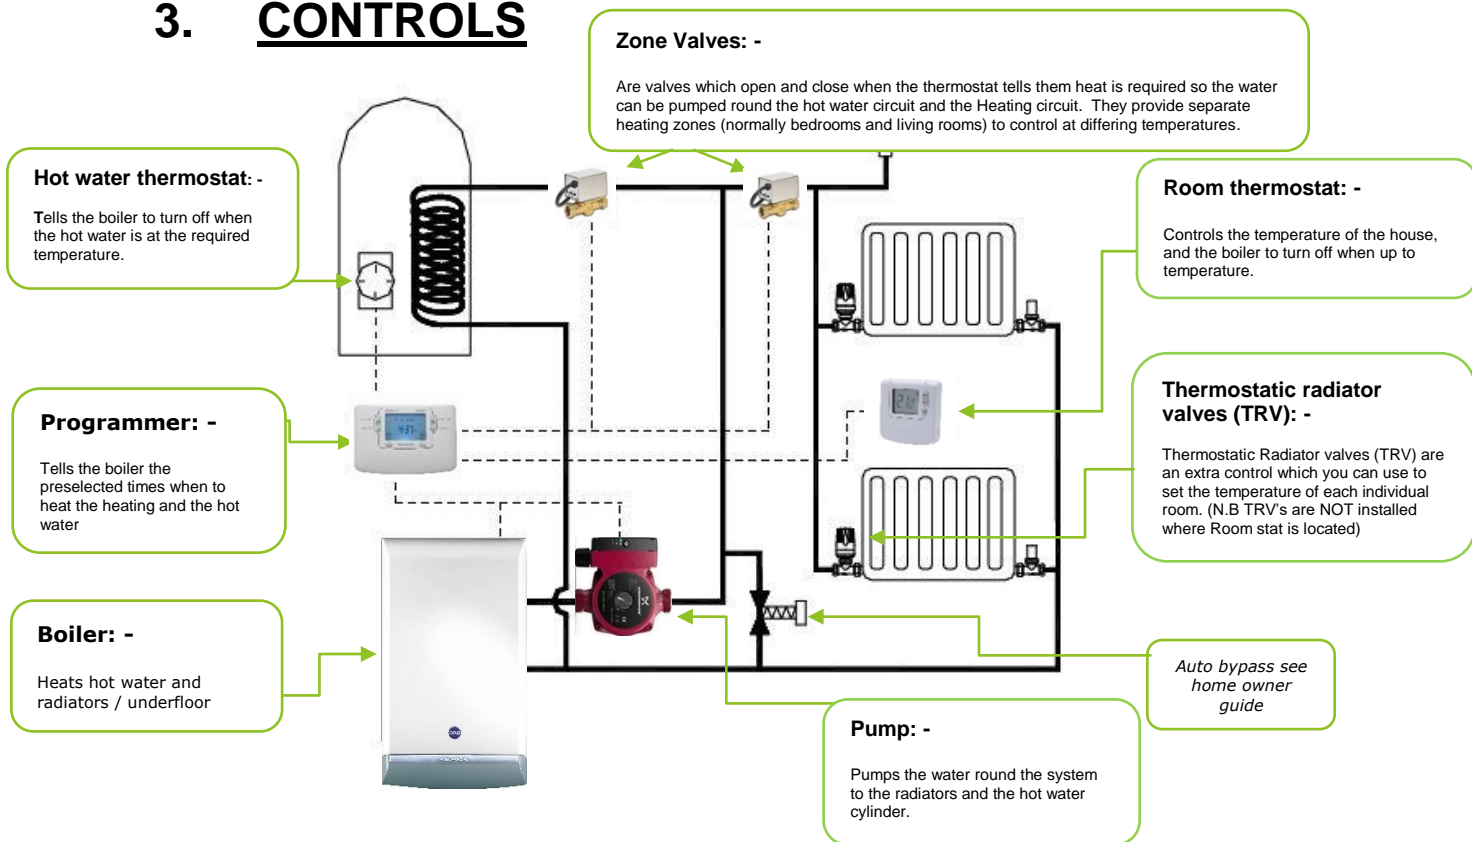 3. CONTROLS
Zone Valves: -
Are valves which open and close when the thermostat tells them heat is required so the water
can be pumped round the hot water circuit and the Heating circuit. They provide separate
heating zones (normally bedrooms and living rooms) to control at differing temperatures.
Hot water thermostat: -
Tells the boiler to turn off when
the hot water is at the required
temperature.
Room thermostat: -
Controls the temperature of the house,
and the boiler to turn off when up to
temperature.
Programmer: -
Tells the boiler the
preselected times when to
heat the heating and the hot
water
Thermostatic radiator
valves (TRV): -
Thermostatic Radiator valves (TRV) are
an extra control which you can use to
set the temperature of each individual
room. (N.B TRV's are NOT installed
where Room stat is located)
Boiler: -
Heats hot water and
radiators / underfloor
Auto bypass see
home owner
guide
Pump: -
Pumps the water round the system
to the radiators and the hot water
cylinder.